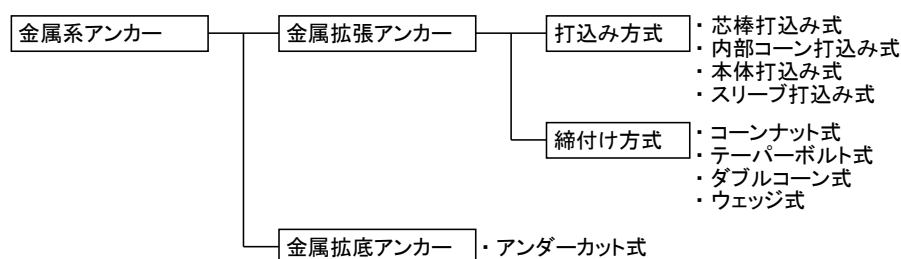 金属系アンカー
金属拡張アンカー
打込み方式
・芯棒打込み式
・内部コーン打込み式
・本体打込み式
・スリーブ打込み式
締付け方式
・コーンナット式
・テーパーボルト式
・ダブルコーン式
・ウェッジ式
金属拡底アンカー
・アンダーカット式